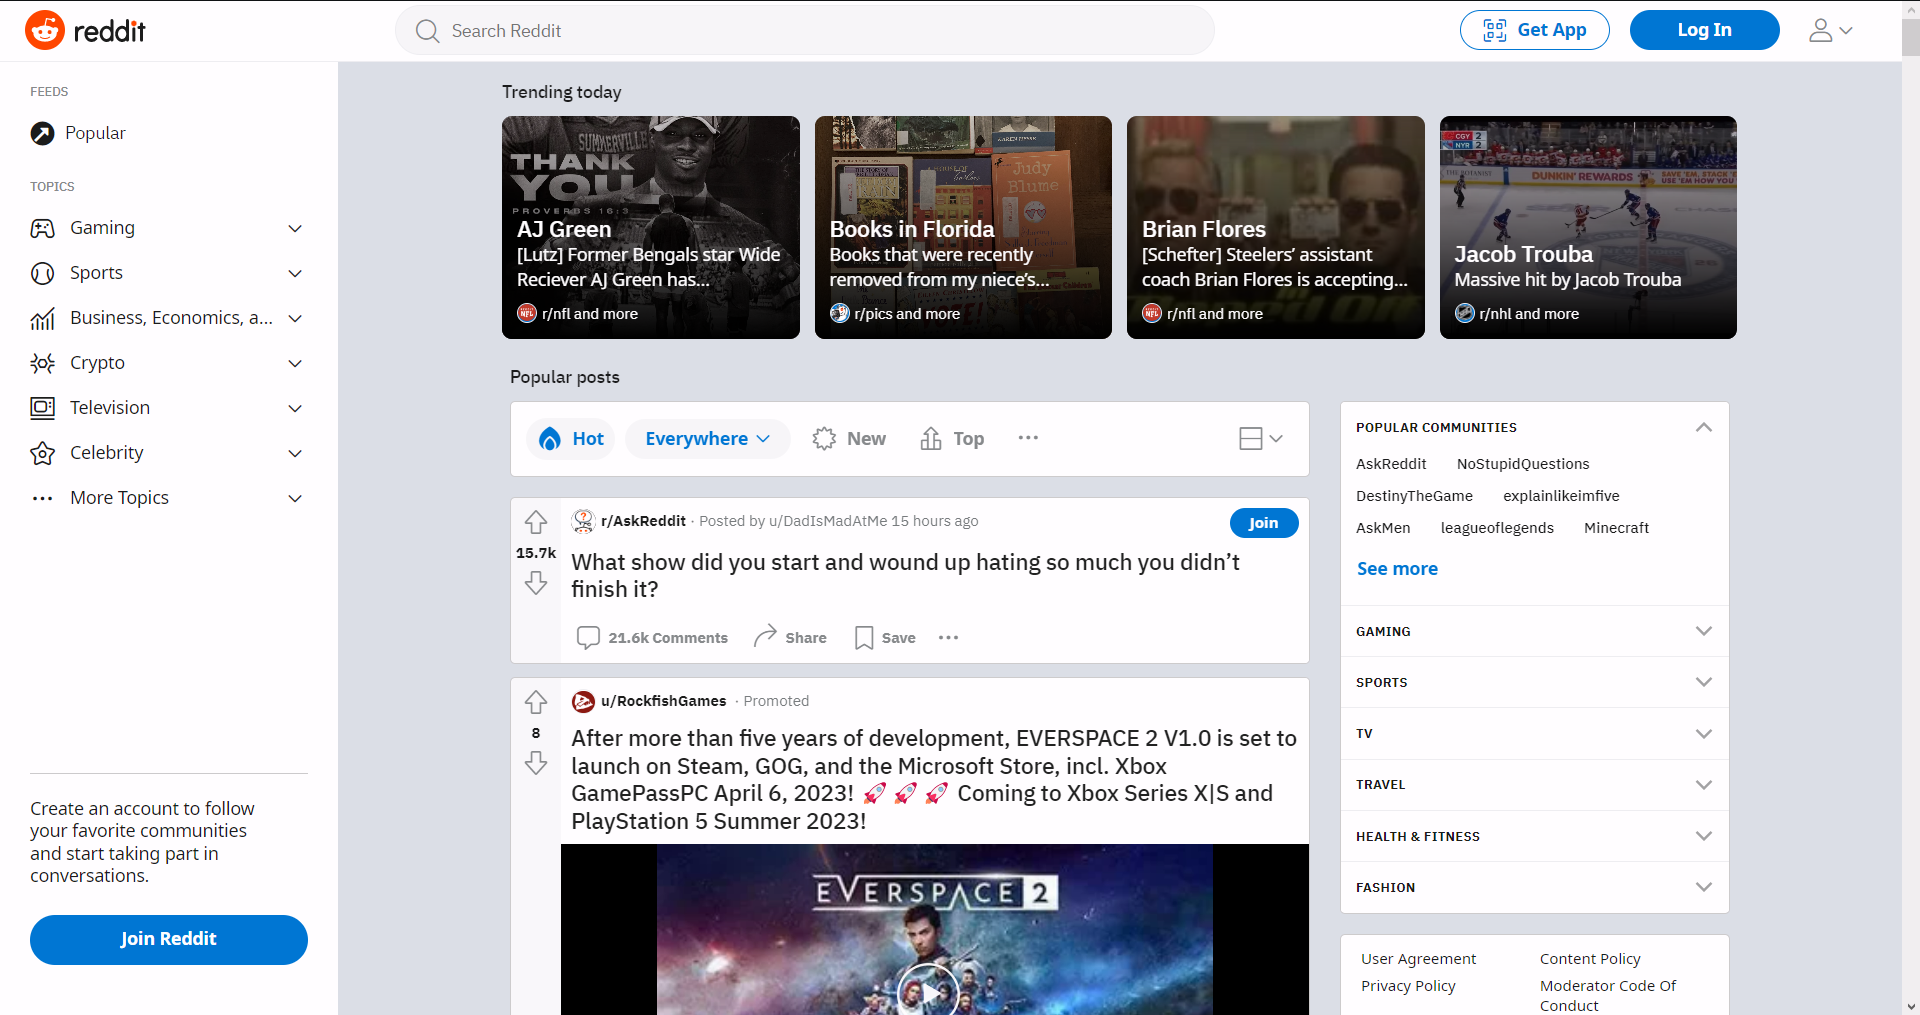 reddit
Search Reddit
Get App
Log In
FEEDS
Popular
TOPICS
Gaming
Sports
Business, Economics, a...
Crypto
Television
Celebrity
More Topics
Create an account to follow
your favorite communities
and start taking part in
conversations.
Join Reddit
Trending today
SUMMERVILLE
THANK
YOU
PROVERBS 16:3
AJ Green
[Lutz] Former Bengals star Wide
Reciever AJ Green has...
r/nfl and more
Judy
Blume
Books in Florida
Books that were recently
removed from my niece's...
r/pics and more
Brian Flores
[Schefter] Steelers' assistant
coach Brian Flores is accepting...
r/nfl and more
CGY 2
NYR 2
DUNKIN' REWARDS
Jacob Trouba
Massive hit by Jacob Trouba
r/nhl and more
Popular posts
Hot
Everywhere
New
Top
r/AskReddit · Posted by u/DadIsMadAtMe 15 hours ago
Join
15.7k
What show did you start and wound up hating so much you didn't
finish it?
21.6k Comments
Share
Save
u/RockfishGames · Promoted
8
After more than five years of development, EVERSPACE 2 V1.0 is set to
launch on Steam, GOG, and the Microsoft Store, incl. Xbox
GamePassPC April 6, 2023! 🚀 🚀 🚀 Coming to Xbox Series X|S and
PlayStation 5 Summer 2023!
EVERSPACE 2
POPULAR COMMUNITIES
AskReddit NoStupidQuestions
DestinyTheGame explainlikeimfive
AskMen leagueoflegends Minecraft
See more
GAMING
SPORTS
TV
TRAVEL
HEALTH & FITNESS
FASHION
User Agreement
Privacy Policy
Content Policy
Moderator Code Of
Conduct